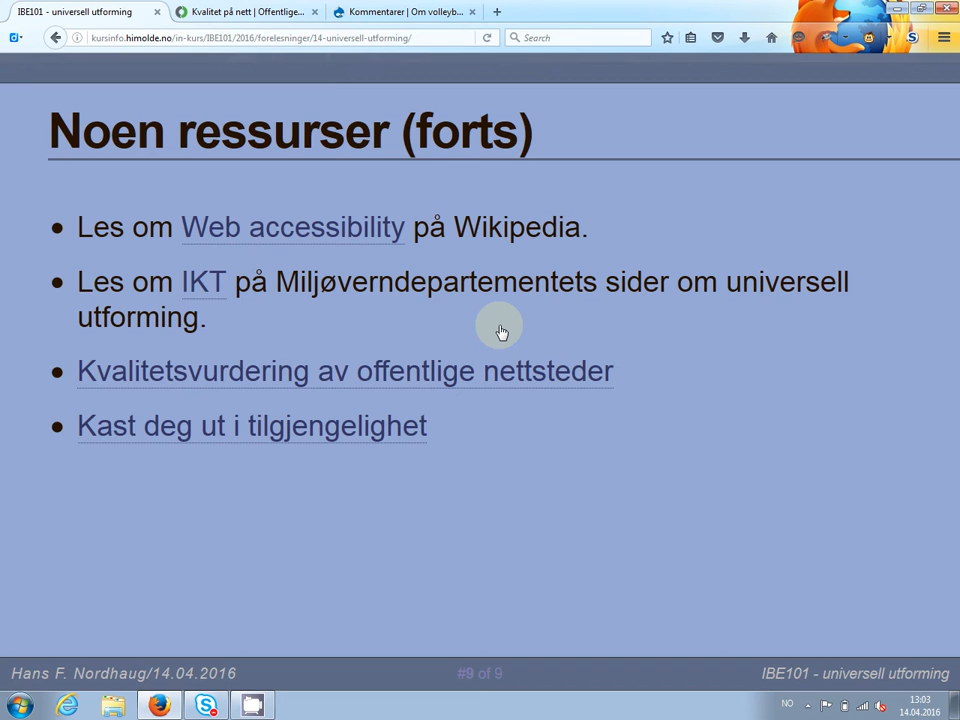 IBE101 - universell utforming
Kvalitet på nett | Offentlige...
Kommentarer | Om volleyb...
kursinfo.himolde.no/in-kurs/IBE101/2016/forelesninger/14-universell-utforming/
Search
Noen ressurser (forts)
• Les om Web accessibility på Wikipedia.
• Les om IKT på Miljøverndepartementets sider om universell
utforming.
• Kvalitetsvurdering av offentlige nettsteder
• Kast deg ut i tilgjengelighet
Hans F. Nordhaug/14.04.2016
#9 of 9
IBE101 - universell utforming
NO
13:03
14.04.2016